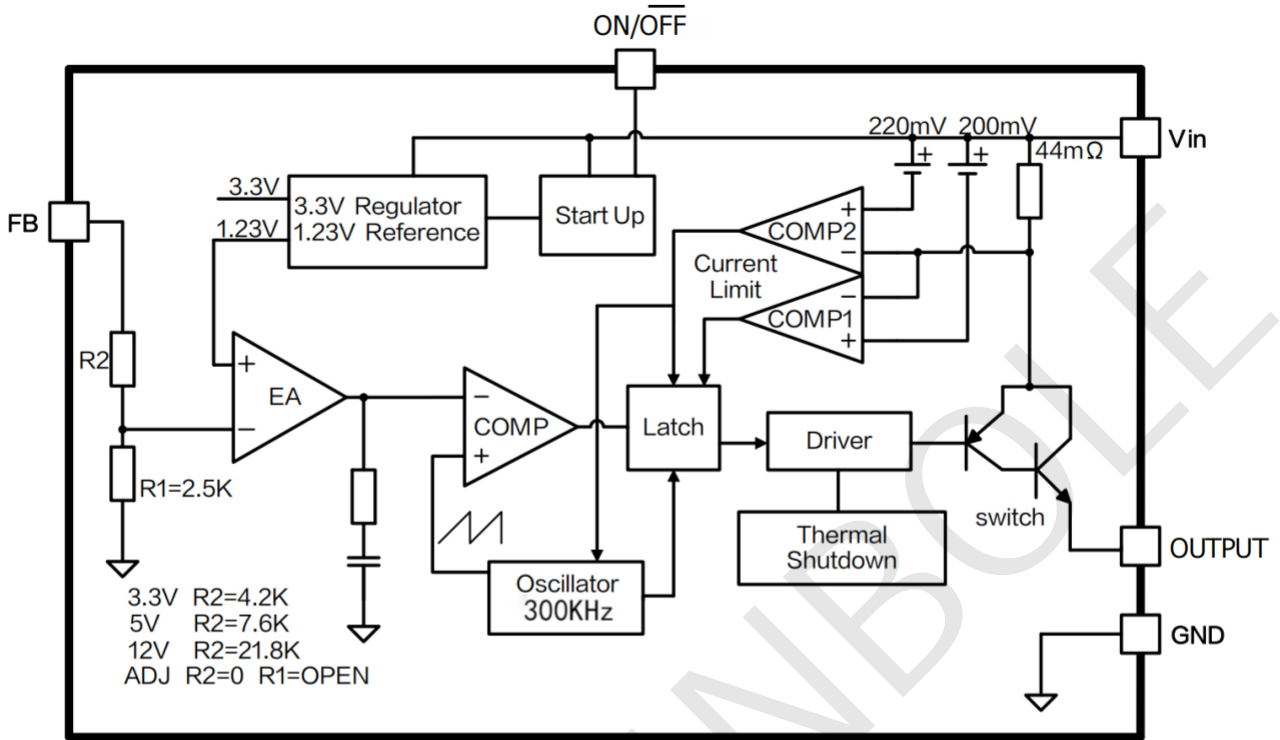 ON/OFF
220mV 200mV
Vin
44mΩ
3.3V
3.3V Regulator
1.23V Reference
1.23V
Start Up
FB
+
COMP2
−
Current
Limit
−
COMP1
+
+
+
R2
+
EA
−
−
COMP
+
Latch
Driver
R1=2.5K
switch
Thermal
Shutdown
OUTPUT
Oscillator
300KHz
3.3V R2=4.2K
5V R2=7.6K
12V R2=21.8K
ADJ R2=0 R1=OPEN
GND